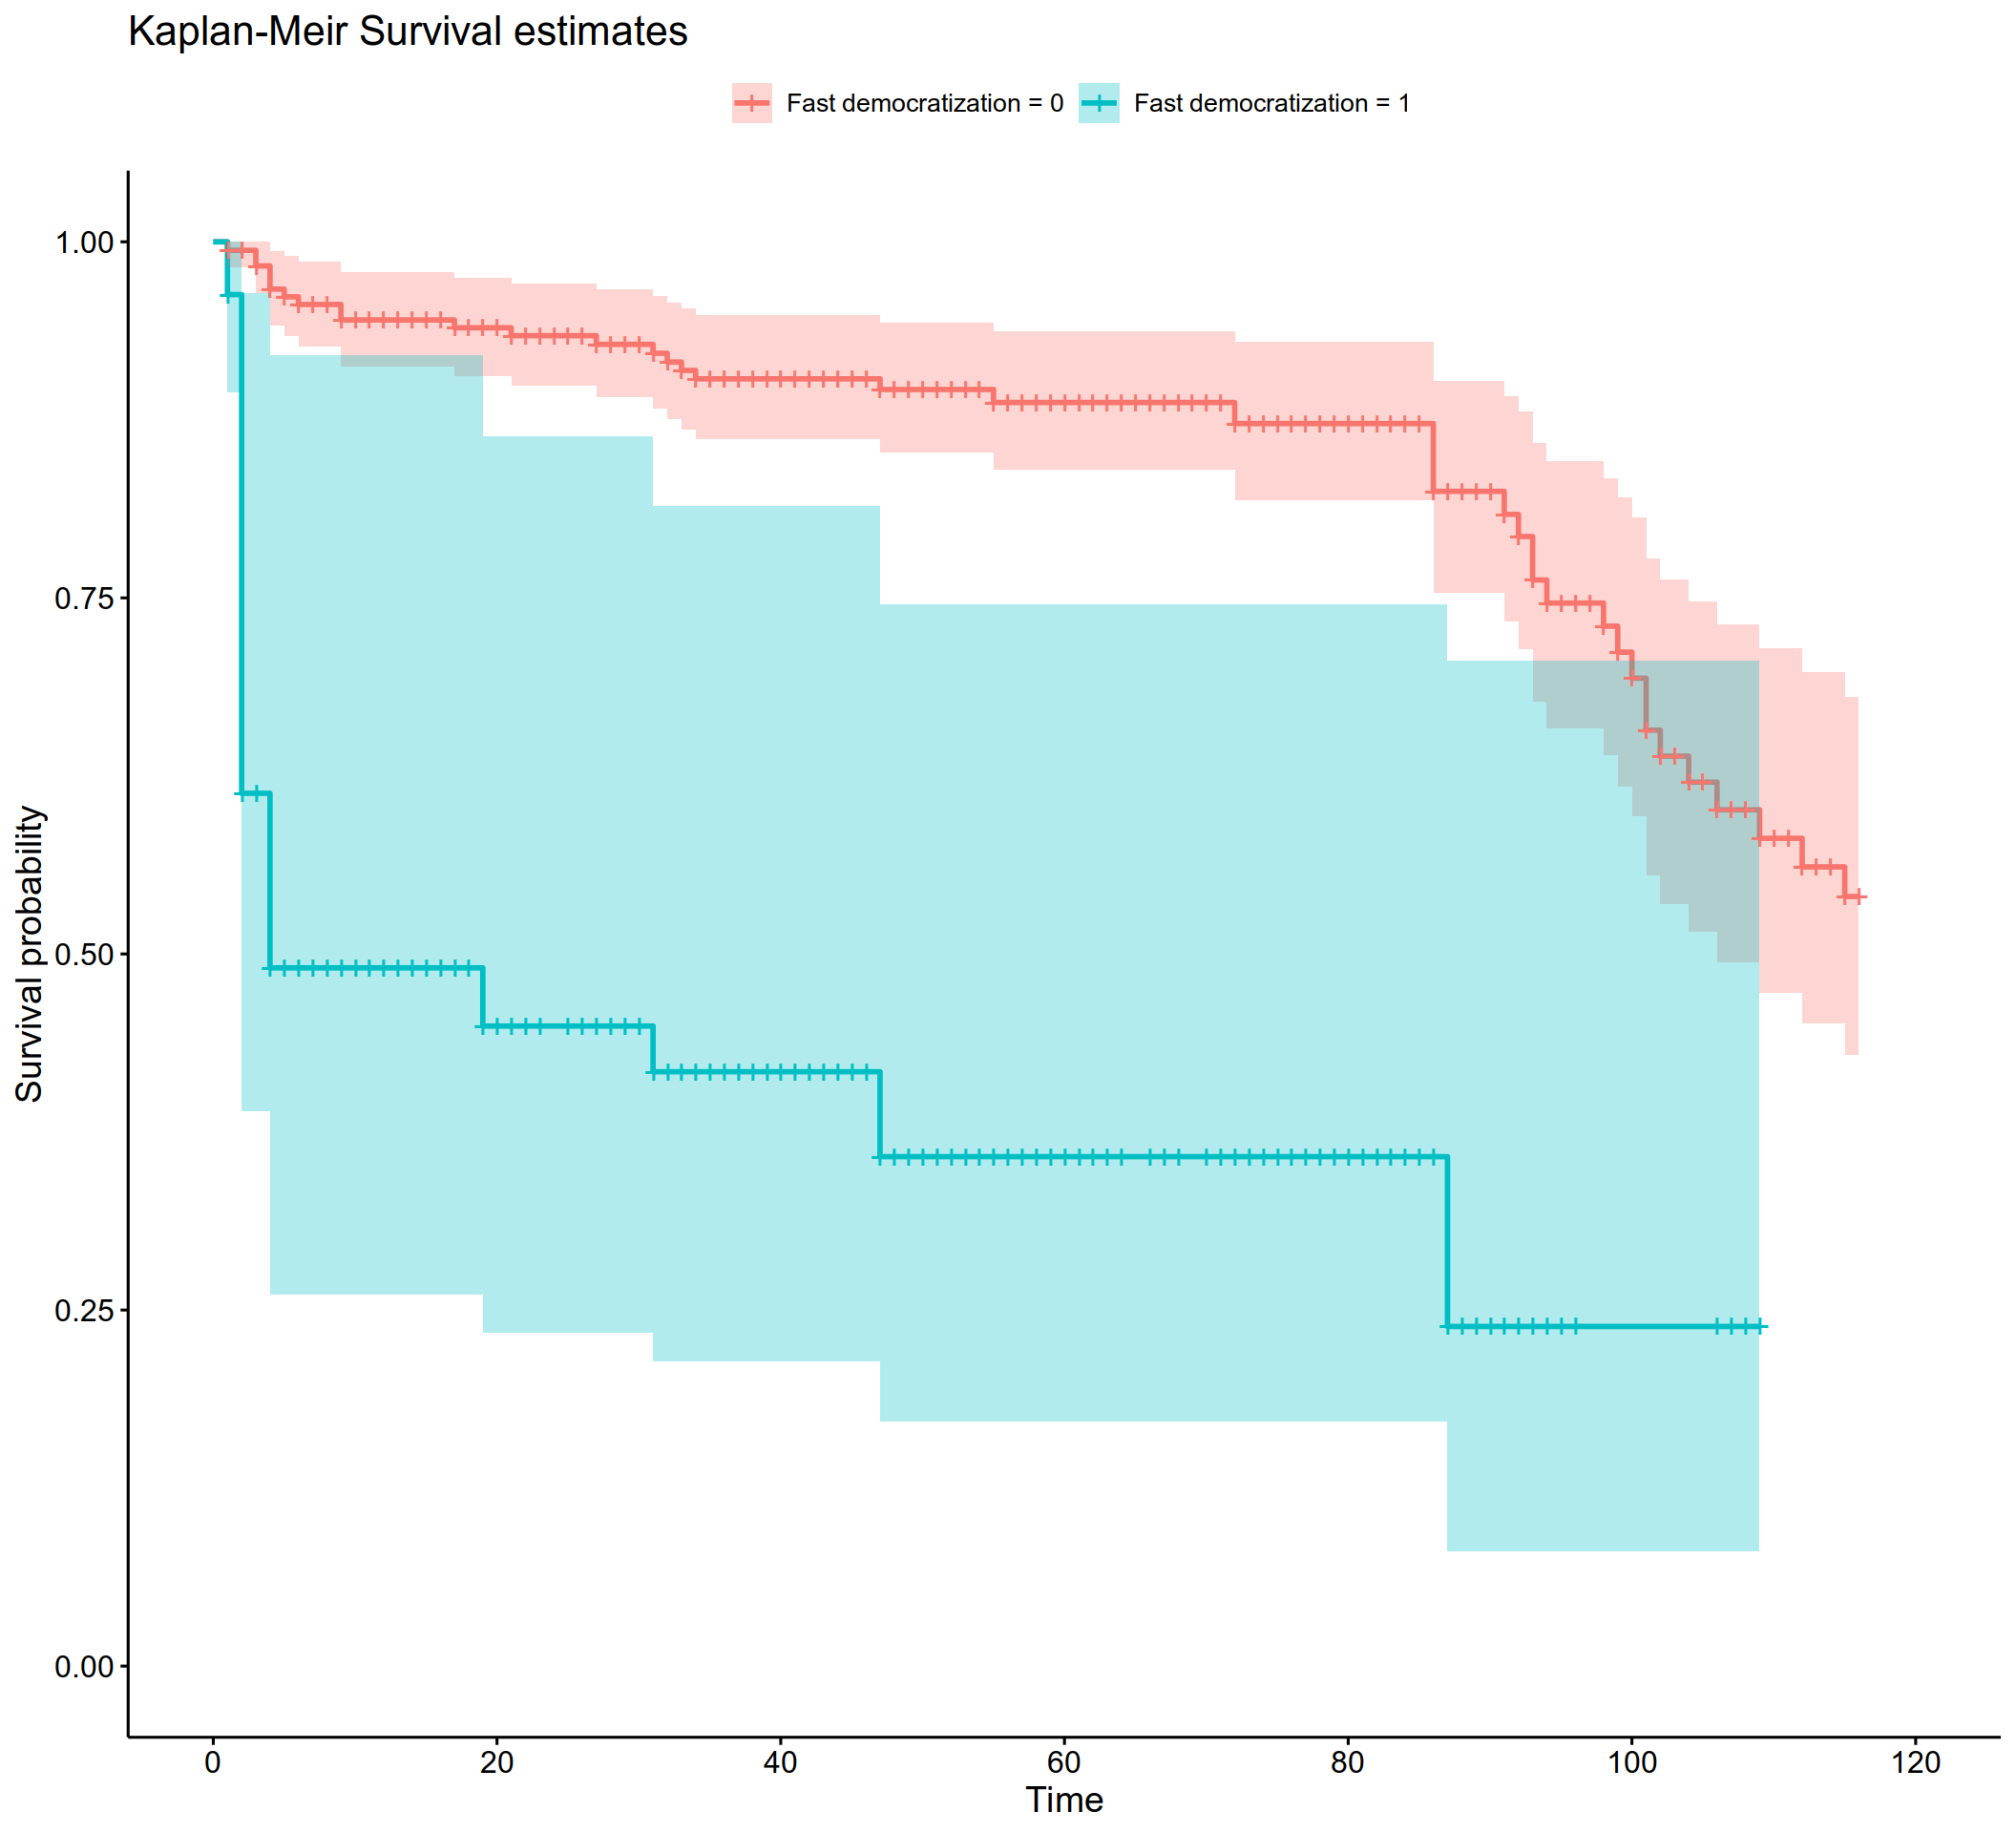 Kaplan-Meir Survival estimates
Fast democratization = 0 Fast democratization = 1
1.00
0.75
0.50
0.25
0.00
Survival probability
0 20 40 60 80 100 120
Time